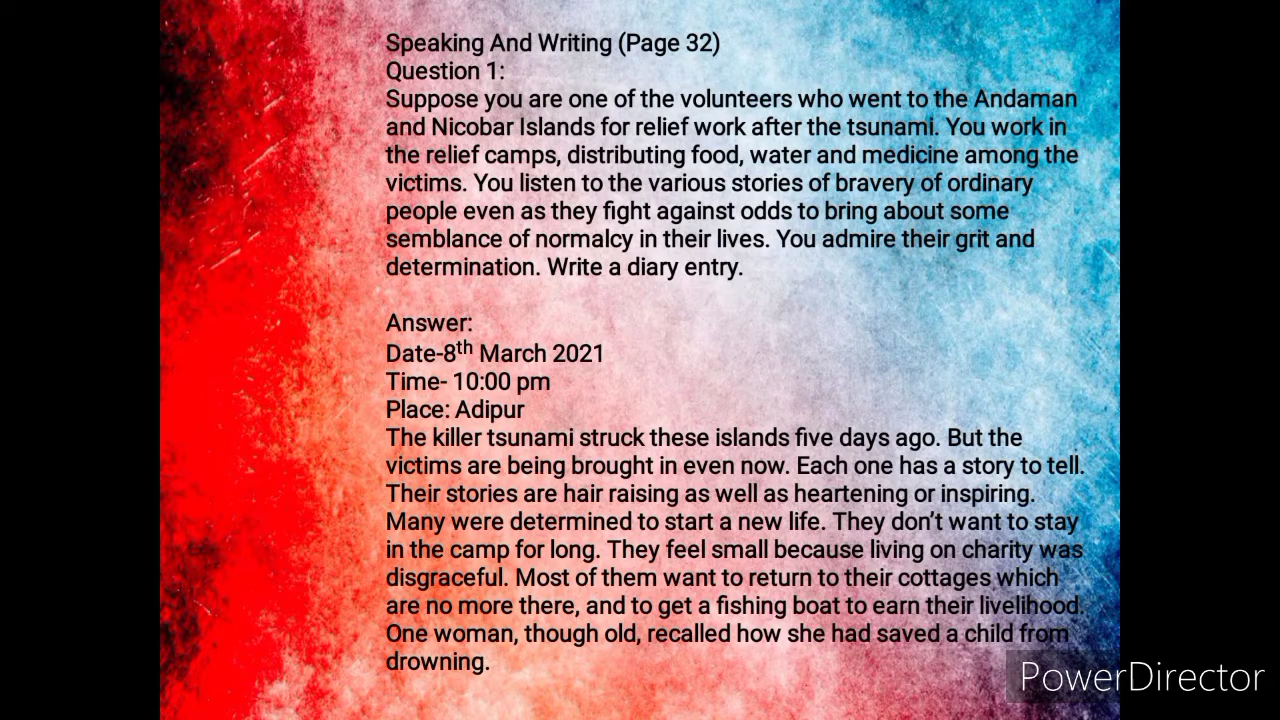 Speaking And Writing (Page 32)
Question 1:
Suppose you are one of the volunteers who went to the Andaman
and Nicobar Islands for relief work after the tsunami. You work in
the relief camps, distributing food, water and medicine among the
victims. You listen to the various stories of bravery of ordinary
people even as they fight against odds to bring about some
semblance of normalcy in their lives. You admire their grit and
determination. Write a diary entry.
Answer:
Date-8th March 2021
Time- 10:00 pm
Place: Adipur
The killer tsunami struck these islands five days ago. But the
victims are being brought in even now. Each one has a story to tell.
Their stories are hair raising as well as heartening or inspiring.
Many were determined to start a new life. They don’t want to stay
in the camp for long. They feel small because living on charity was
disgraceful. Most of them want to return to their cottages which
are no more there, and to get a fishing boat to earn their livelihood.
One woman, though old, recalled how she had saved a child from
drowning.
PowerDirector